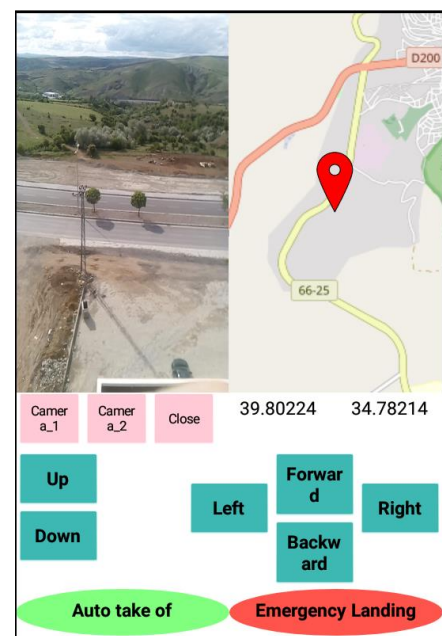 D200
66-25
Camer
a_1
Camer
a_2
Close
39.80224
34.78214
Up
Down
Left
Forwar
d
Right
Backw
ard
Auto take of
Emergency Landing